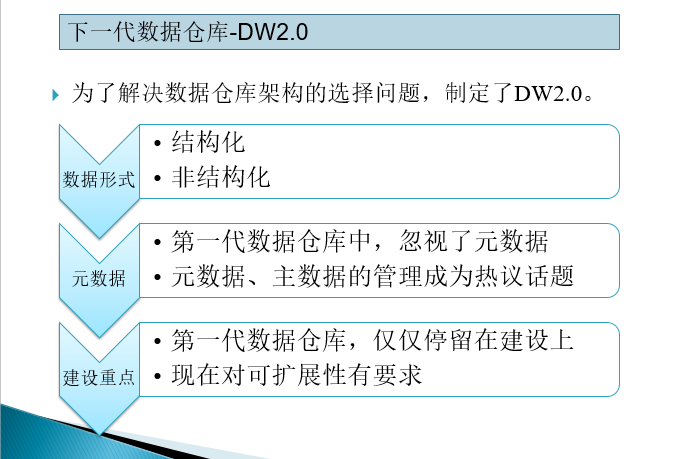 下一代数据仓库-DW2.0
为了解决数据仓库架构的选择问题，制定了DW2.0。
数据形式
• 结构化
• 非结构化
元数据
• 第一代数据仓库中，忽视了元数据
• 元数据、主数据的管理成为热议话题
建设重点
• 第一代数据仓库，仅仅停留在建设上
• 现在对可扩展性有要求